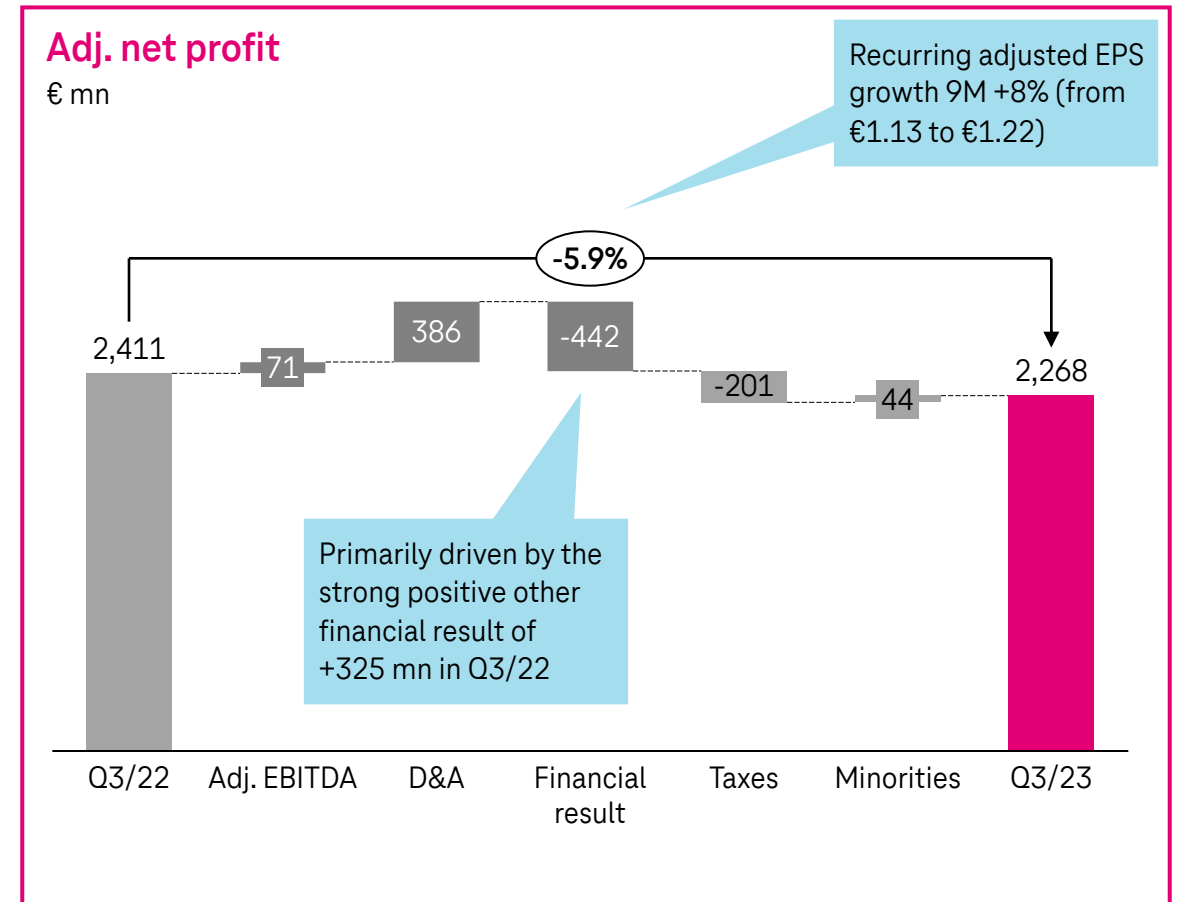 Adj. net profit
€ mn
Recurring adjusted EPS
growth 9M +8% (from
€1.13 to €1.22)
-5.9%
2,411
71
386
-442
-201
44
2,268
Primarily driven by the
strong positive other
financial result of
+325 mn in Q3/22
Q3/22
Adj. EBITDA
D&A
Financial
result
Taxes
Minorities
Q3/23